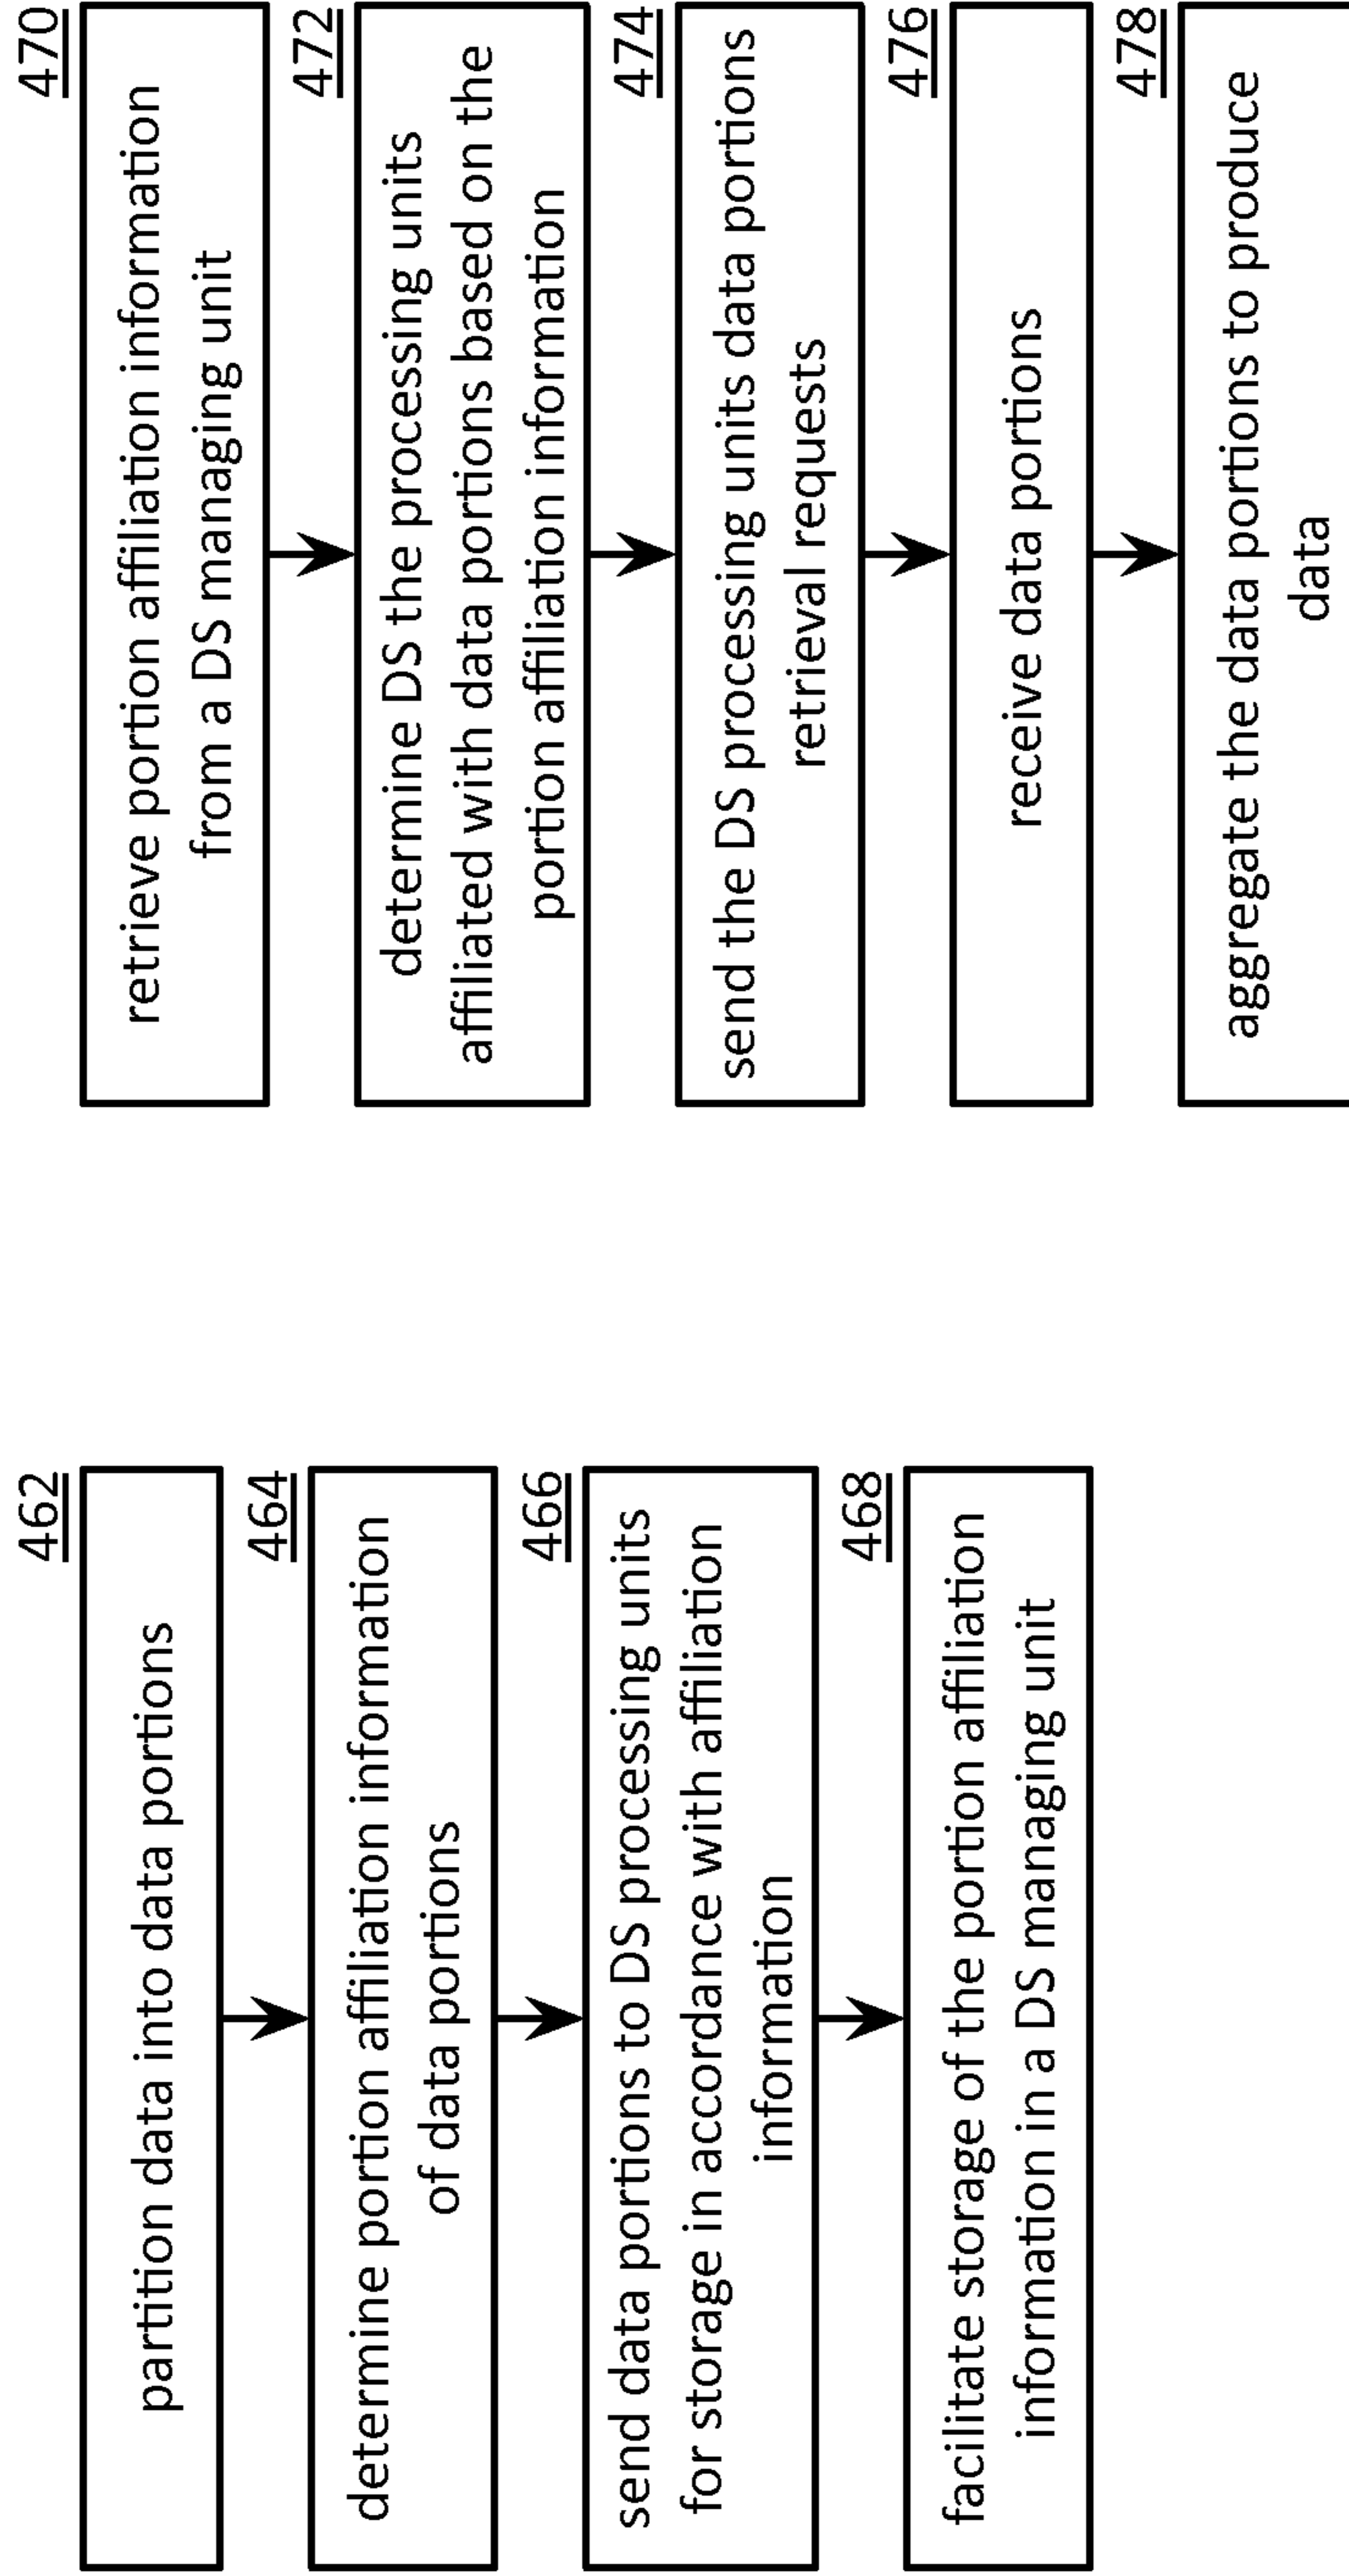 462
partition data into data portions
464
determine portion affiliation information
of data portions
466
send data portions to DS processing units
for storage in accordance with affiliation
information
468
facilitate storage of the portion affiliation
information in a DS managing unit
470
retrieve portion affiliation information
from a DS managing unit
472
determine DS the processing units
affiliated with data portions based on the
portion affiliation information
474
send the DS processing units data portions
retrieval requests
476
receive data portions
478
aggregate the data portions to produce
data